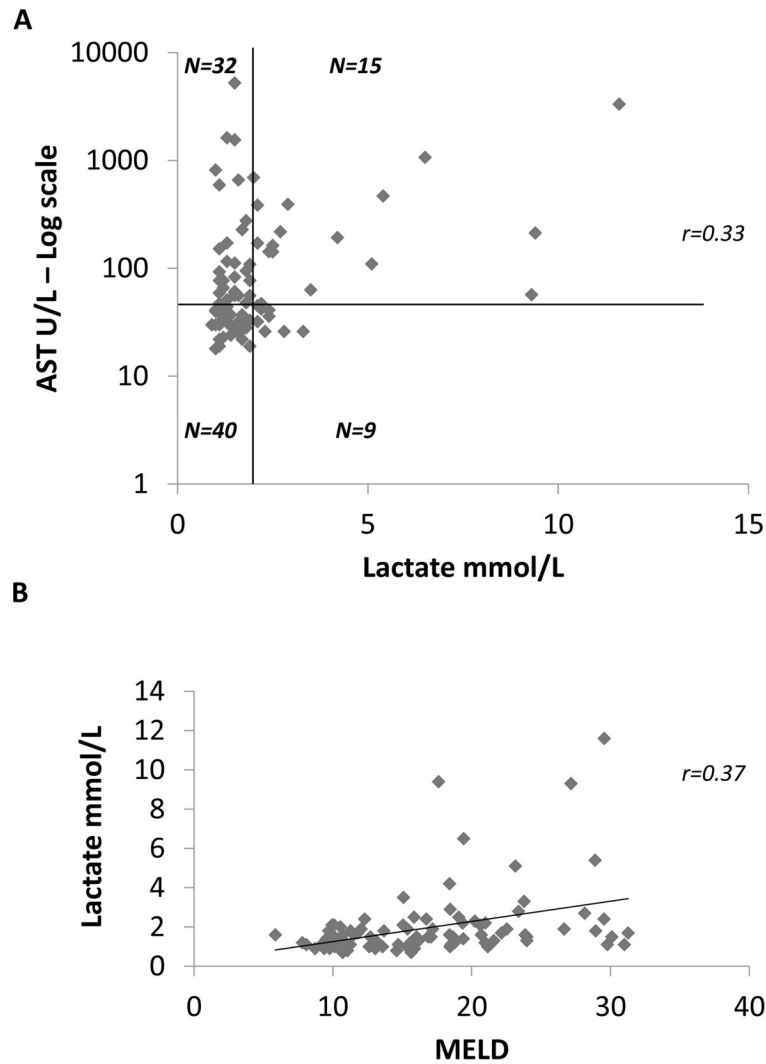 A
AST U/L – Log scale
10000
1000
100
10
1
N=32
N=15
r=0.33
N=40
N=9
0
5
10
15
Lactate mmol/L
B
Lactate mmol/L
14
12
10
8
6
4
2
0
r=0.37
0
10
20
30
40
MELD